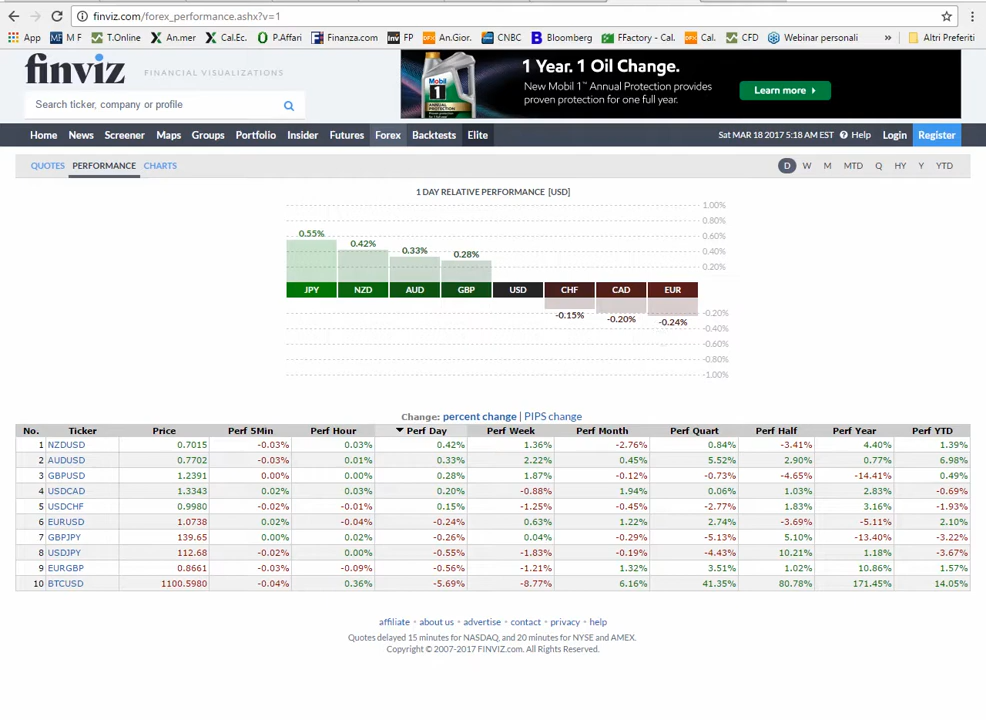 finviz.com/forex_performance.ashx?v=1
App M F T.Online An.mer Cal.Ec. P.Affari Finanza.com FP An.Gior. CNBC Bloomberg FFactory - Cal. Cal. CFD Webinar personali » Altri Preferiti
finviz FINANCIAL VISUALIZATIONS
Search ticker, company or profile
Mobil 1
1 Year. 1 Oil Change.
New Mobil 1™ Annual Protection provides
proven protection for one full year.
Learn more
Home News Screener Maps Groups Portfolio Insider Futures Forex Backtests Elite Sat MAR 18 2017 5:18 AM EST Help Login Register
QUOTES PERFORMANCE CHARTS D W M MTD Q HY Y YTD
1 DAY RELATIVE PERFORMANCE [USD]
1.00%
0.80%
0.60%
0.40%
0.20%
0.55% 0.42% 0.33% 0.28%
JPY NZD AUD GBP USD CHF CAD EUR
-0.15% -0.20% -0.24%
-0.20%
-0.40%
-0.60%
-0.80%
-1.00%
Change: percent change | PIPS change
No. Ticker Price Perf 5Min Perf Hour Perf Day Perf Week Perf Month Perf Quart Perf Half Perf Year Perf YTD
1 NZDUSD 0.7015 -0.03% 0.03% 0.42% 1.36% -2.76% 0.84% -3.41% 4.40% 1.39%
2 AUDUSD 0.7702 -0.03% 0.01% 0.33% 2.22% 0.45% 5.52% 2.90% 0.77% 6.98%
3 GBPUSD 1.2391 0.00% 0.00% 0.28% 1.87% -0.12% -0.73% -4.65% -14.41% 0.49%
4 USDCAD 1.3343 0.02% 0.03% 0.20% -0.88% 1.94% 0.06% 1.03% 2.83% -0.69%
5 USDCHF 0.9980 -0.02% -0.01% 0.15% -1.25% -0.45% -2.77% 1.83% 3.16% -1.93%
6 EURUSD 1.0738 0.02% -0.04% -0.24% 0.63% 1.22% 2.74% -3.69% -5.11% 2.10%
7 GBPJPY 139.65 0.00% 0.02% -0.26% 0.04% -0.29% -5.13% 5.10% -13.40% -3.22%
8 USDJPY 112.68 -0.02% 0.00% -0.55% -1.83% -0.19% -4.43% 10.21% 1.18% -3.67%
9 EURGBP 0.8661 -0.03% -0.09% -0.56% -1.21% 1.32% 3.51% 1.02% 10.86% 1.57%
10 BTCUSD 1100.5980 -0.04% 0.36% -5.69% -8.77% 6.16% 41.35% 80.78% 171.45% 14.05%
affiliate • about us • advertise • contact • privacy • help
Quotes delayed 15 minutes for NASDAQ, and 20 minutes for NYSE and AMEX.
Copyright © 2007-2017 FINVIZ.com. All Rights Reserved.